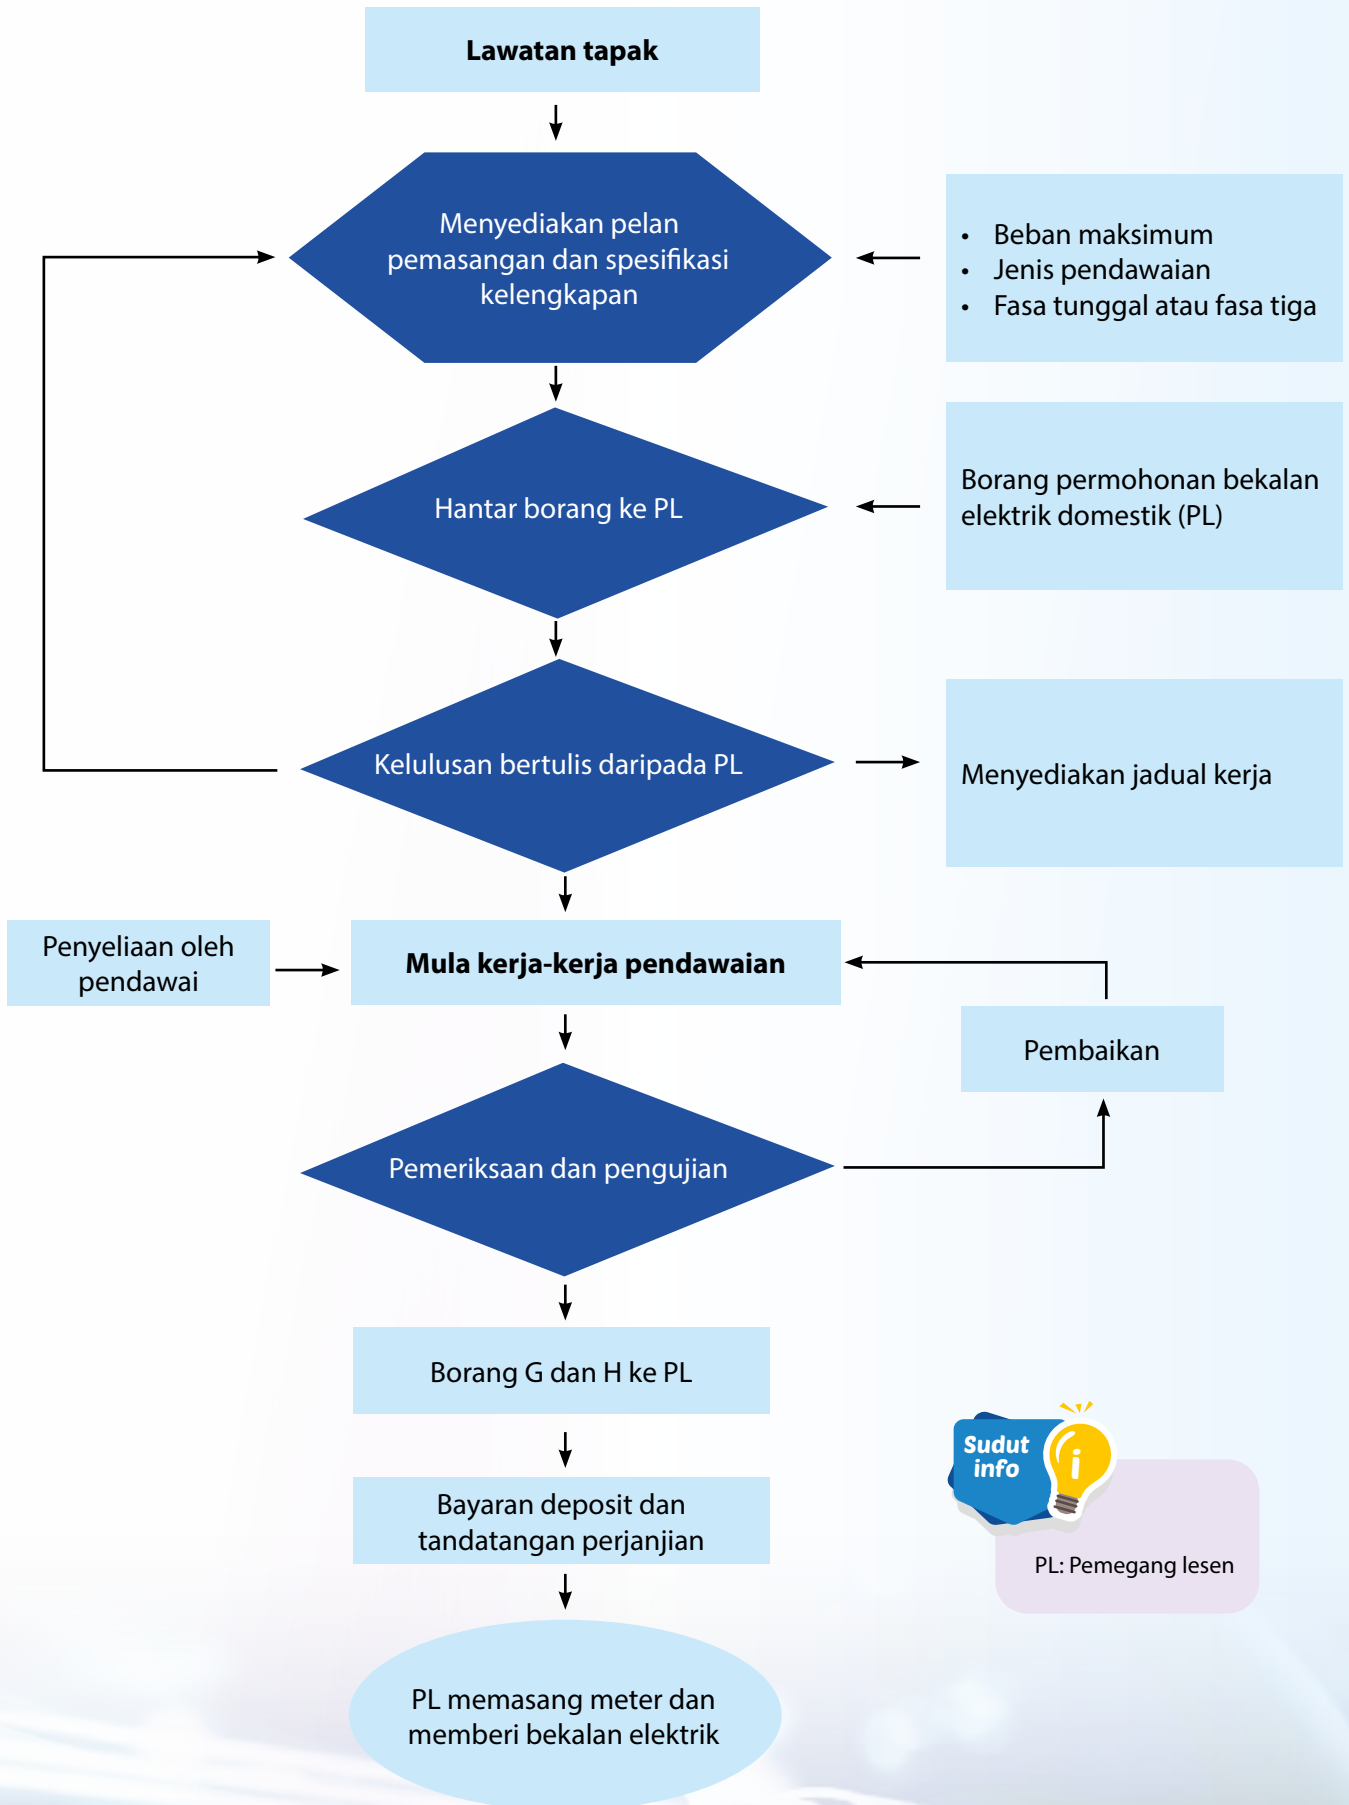 Lawatan tapak
Menyediakan pelan
pemasangan dan spesifikasi
kelengkapan
• Beban maksimum
• Jenis pendawaian
• Fasa tunggal atau fasa tiga
Hantar borang ke PL
Borang permohonan bekalan
elektrik domestik (PL)
Kelulusan bertulis daripada PL
Menyediakan jadual kerja
Penyeliaan oleh
pendawai
Mula kerja-kerja pendawaian
Pembaikan
Pemeriksaan dan pengujian
Borang G dan H ke PL
Bayaran deposit dan
tandatangan perjanjian
Sudut
info
i
PL: Pemegang lesen
PL memasang meter dan
memberi bekalan elektrik